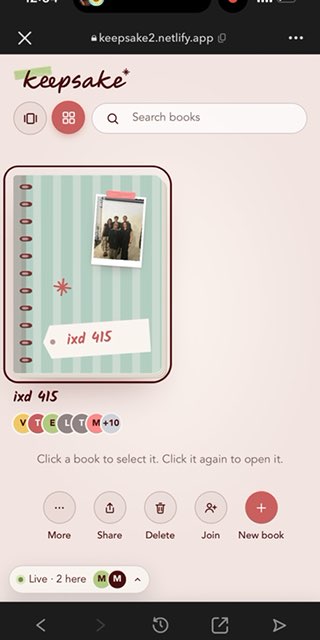 keepsake2.netlify.app
keepsake
Search books
ixd 415
ixd 415
V T E L T M +10
Click a book to select it. Click it again to open it.
More Share Delete Join New book
Live · 2 here M M